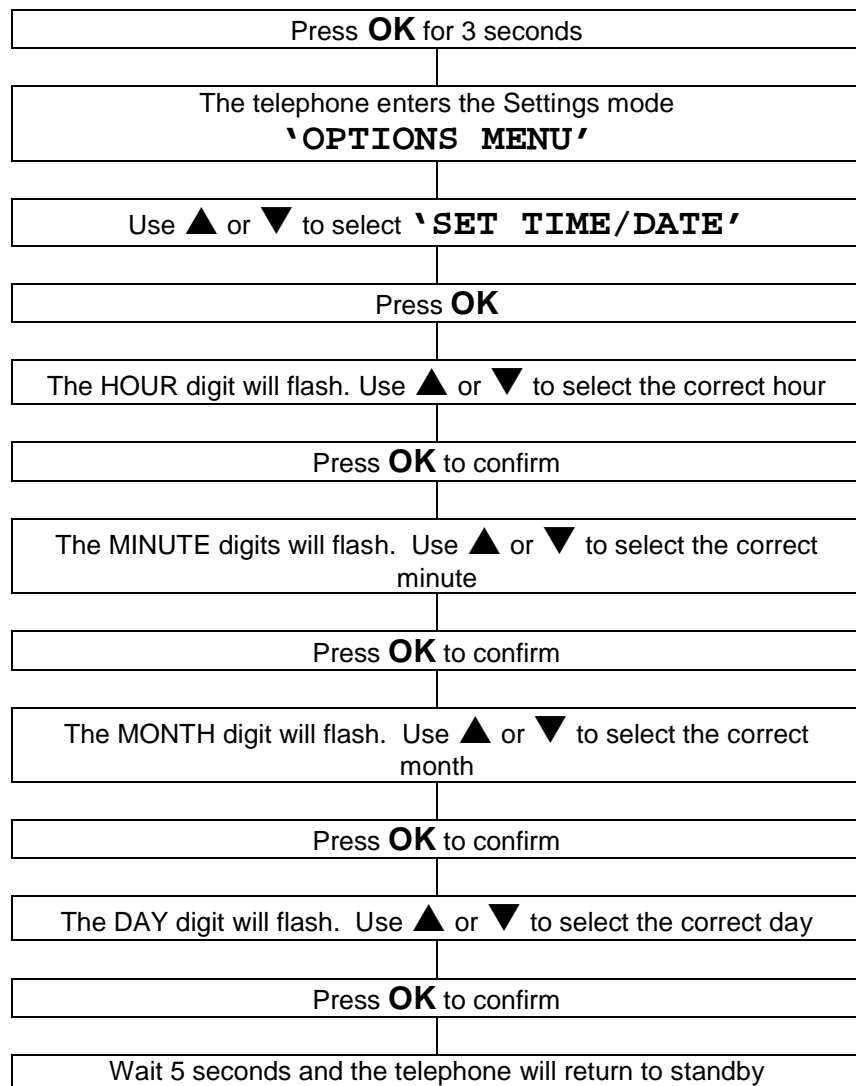 Press OK for 3 seconds
The telephone enters the Settings mode
‘OPTIONS MENU’
Use ▲ or ▼ to select ‘SET TIME/DATE’
Press OK
The HOUR digit will flash. Use ▲ or ▼ to select the correct hour
Press OK to confirm
The MINUTE digits will flash. Use ▲ or ▼ to select the correct
minute
Press OK to confirm
The MONTH digit will flash. Use ▲ or ▼ to select the correct
month
Press OK to confirm
The DAY digit will flash. Use ▲ or ▼ to select the correct day
Press OK to confirm
Wait 5 seconds and the telephone will return to standby